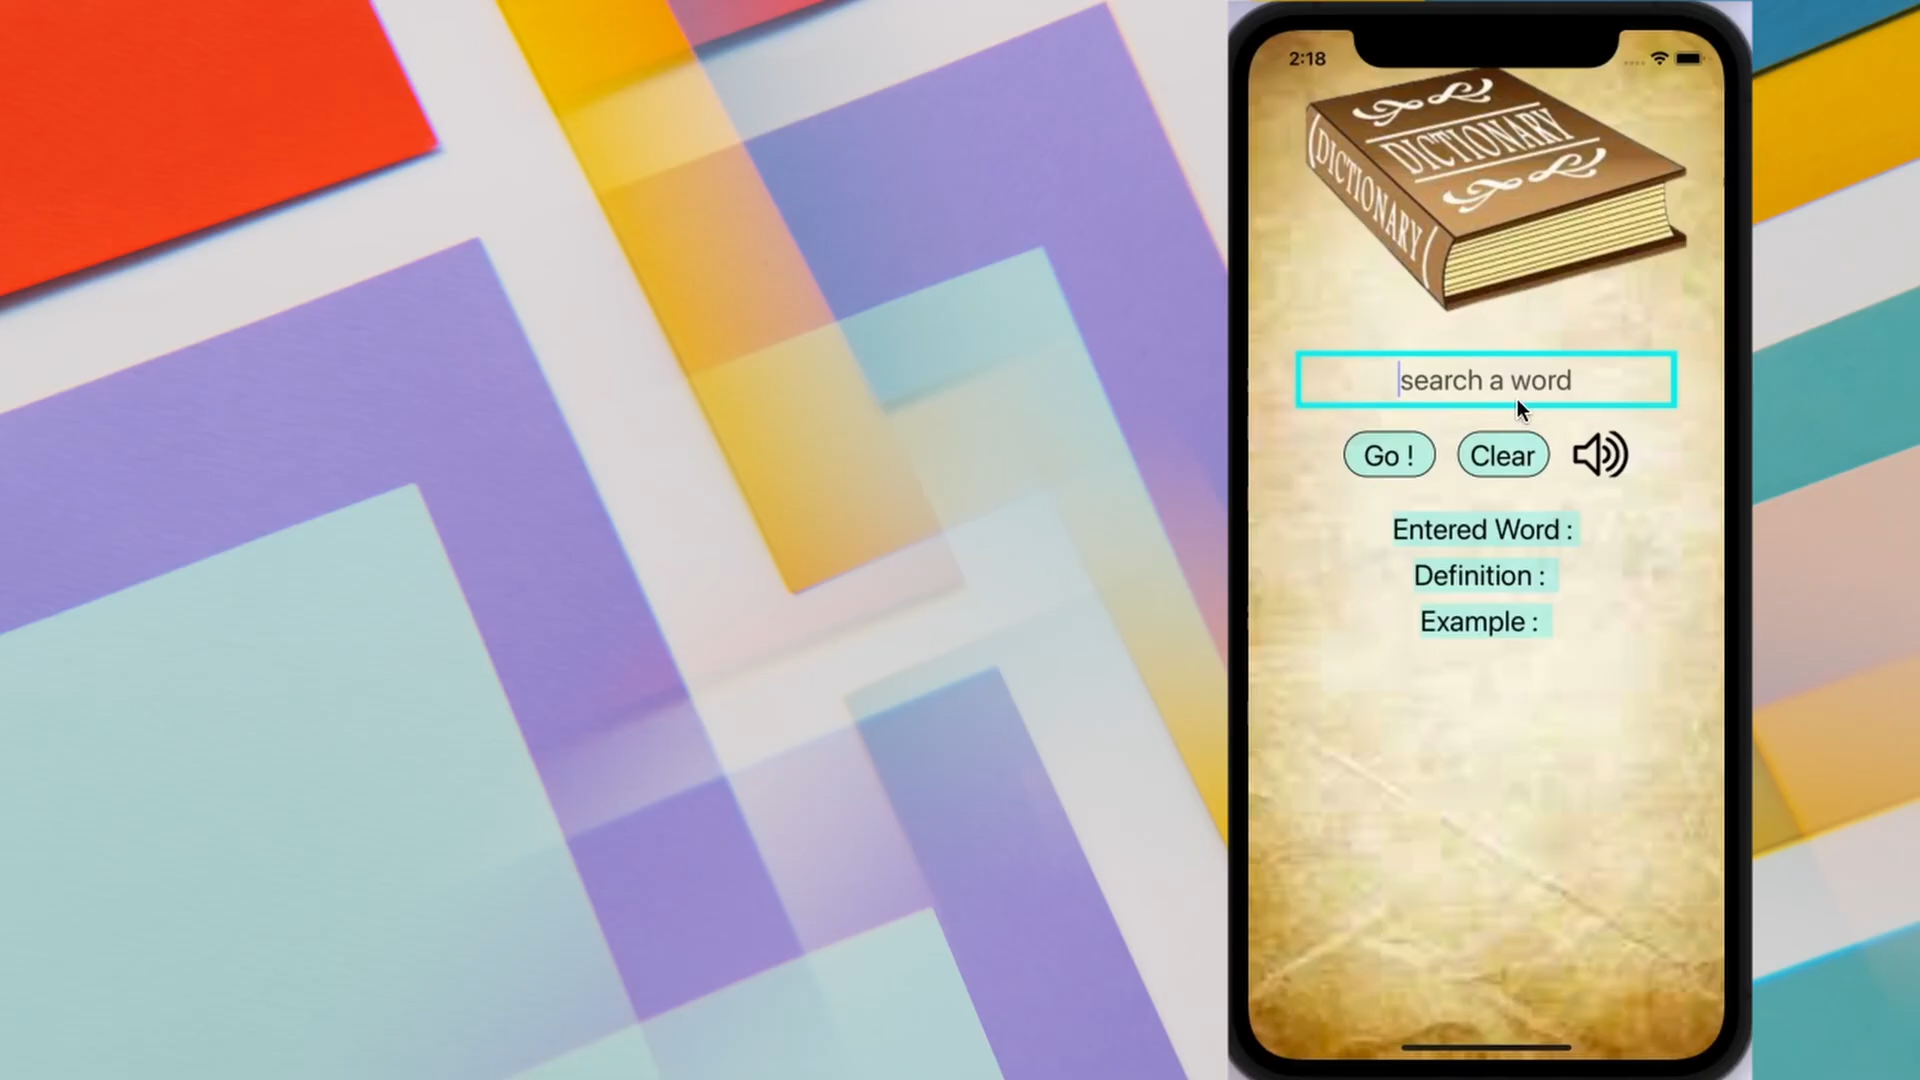 2:18
DICTIONARY
DICTIONARY
search a word
Go !
Clear
Entered Word :
Definition :
Example :